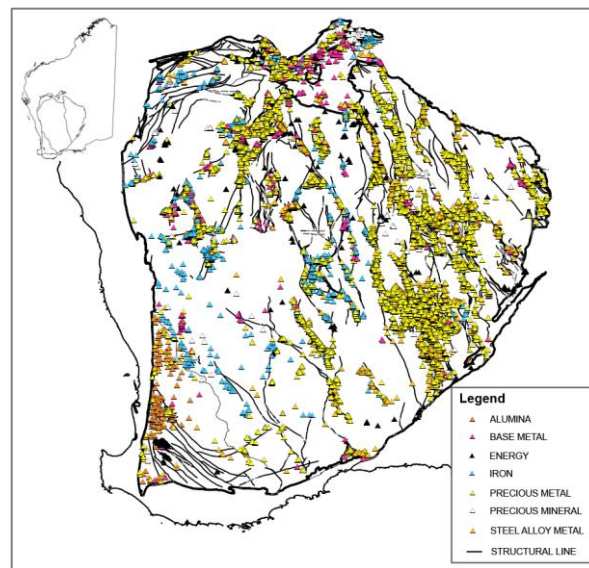 Legend
ALUMINA
BASE METAL
ENERGY
IRON
PRECIOUS METAL
PRECIOUS MINERAL
STEEL ALLOY METAL
STRUCTURAL LINE